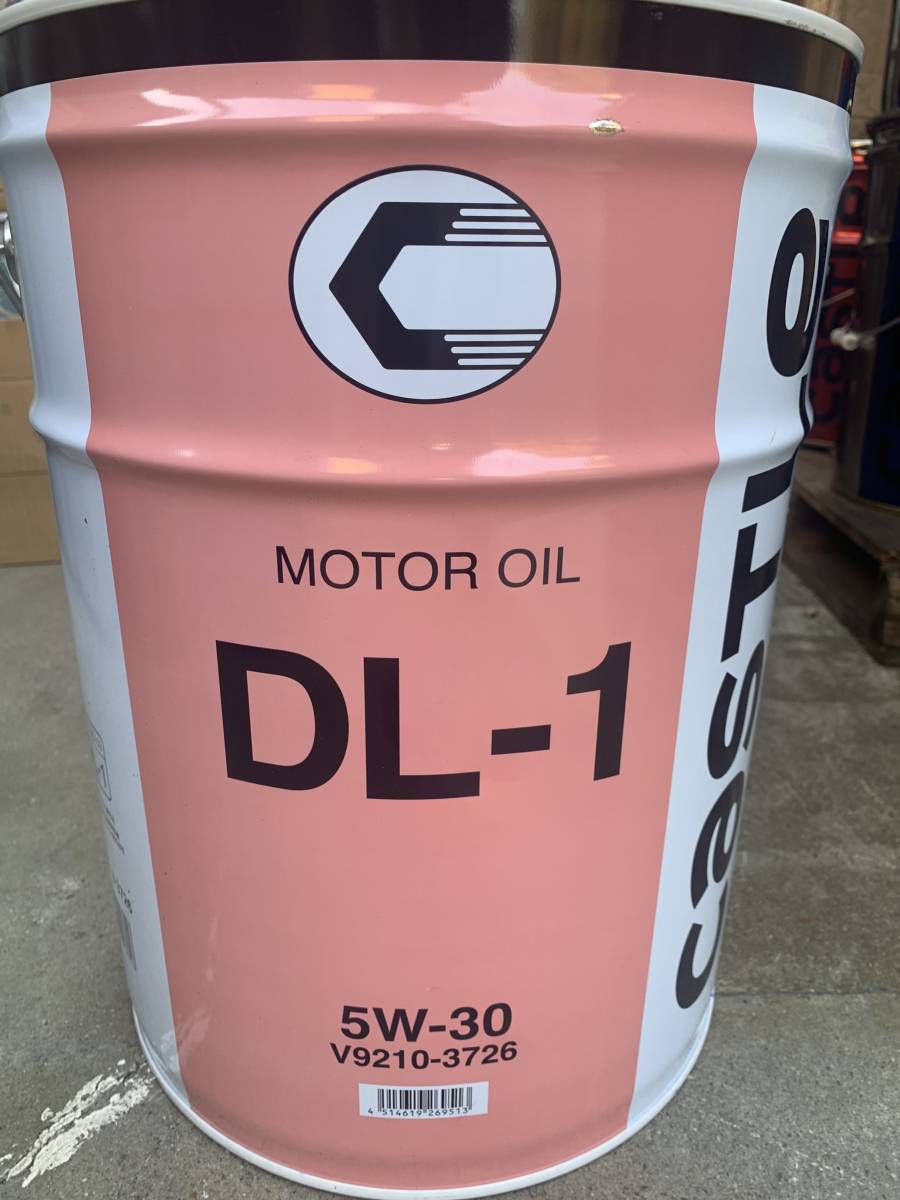 MOTOR OIL
DL-1
5W-30
V9210-3726
4 514619 269513
CaSTLe